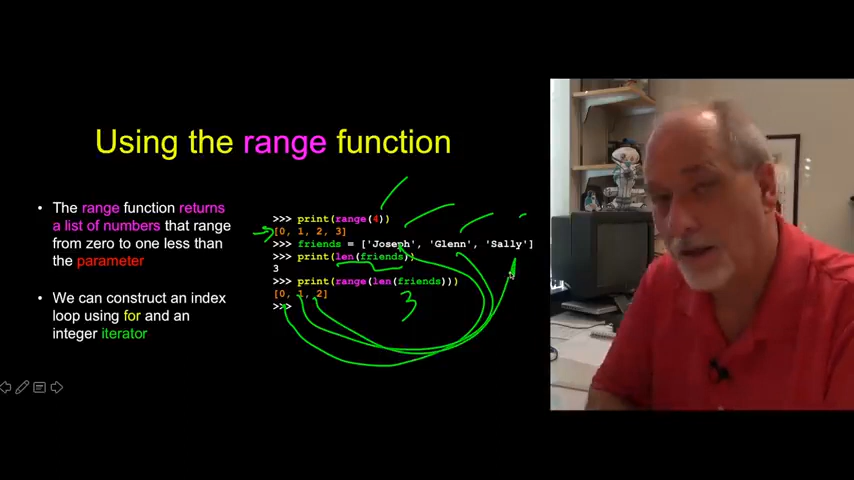 Using the range function
• The range function returns
a list of numbers that range
from zero to one less than
the parameter
• We can construct an index
loop using for and an
integer iterator
>>> print(range(4))
[0, 1, 2, 3]
>>> friends = ['Joseph', 'Glenn', 'Sally']
>>> print(len(friends))
3
>>> print(range(len(friends)))
[0, 1, 2]
>>>
3